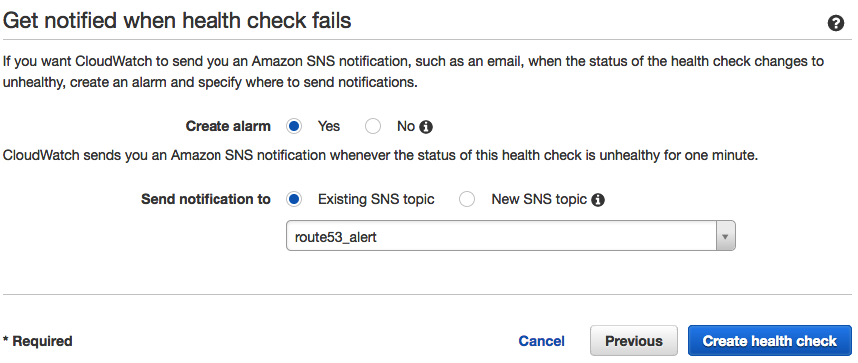 Get notified when health check fails
If you want CloudWatch to send you an Amazon SNS notification, such as an email, when the status of the health check changes to
unhealthy, create an alarm and specify where to send notifications.
Create alarm Yes No
CloudWatch sends you an Amazon SNS notification whenever the status of this health check is unhealthy for one minute.
Send notification to Existing SNS topic New SNS topic
route53_alert
* Required Cancel Previous Create health check